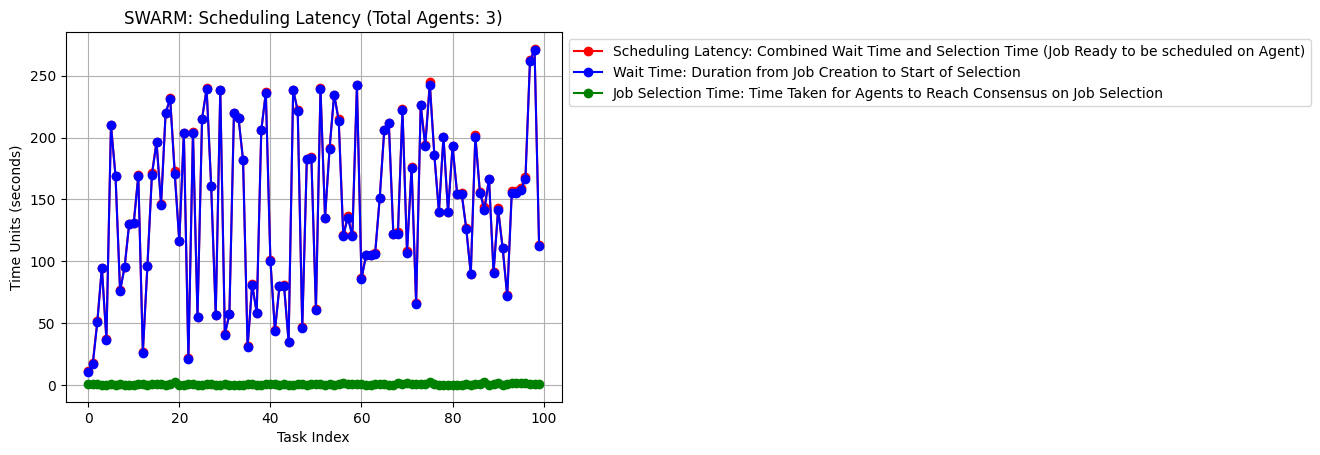 SWARM: Scheduling Latency (Total Agents: 3)
Scheduling Latency: Combined Wait Time and Selection Time (Job Ready to be scheduled on Agent)
Wait Time: Duration from Job Creation to Start of Selection
Job Selection Time: Time Taken for Agents to Reach Consensus on Job Selection
Time Units (seconds)
250
200
150
100
50
0
0 20 40 60 80 100
Task Index